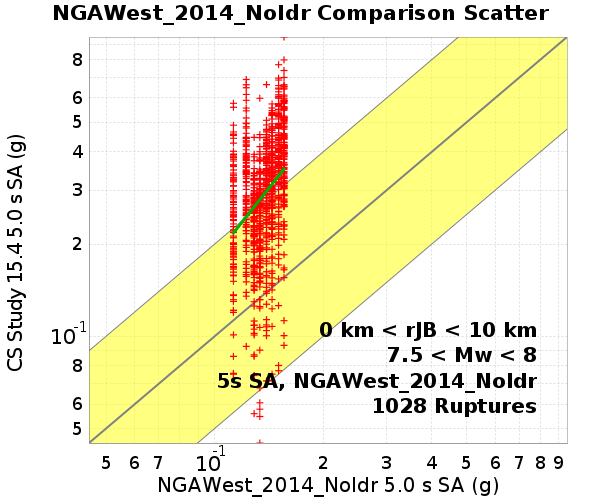 NGAWest_2014_NoIdr Comparison Scatter
CS Study 15.4 5.0 s SA (g)
8
6
5
4
3
2
10⁻¹
8
6
5
0 km < rJB < 10 km
7.5 < Mw < 8
5s SA, NGAWest_2014_NoIdr
1028 Ruptures
5 6 7 10⁻¹ 2 3 4 5 6 7 8 9
NGAWest_2014_NoIdr 5.0 s SA (g)